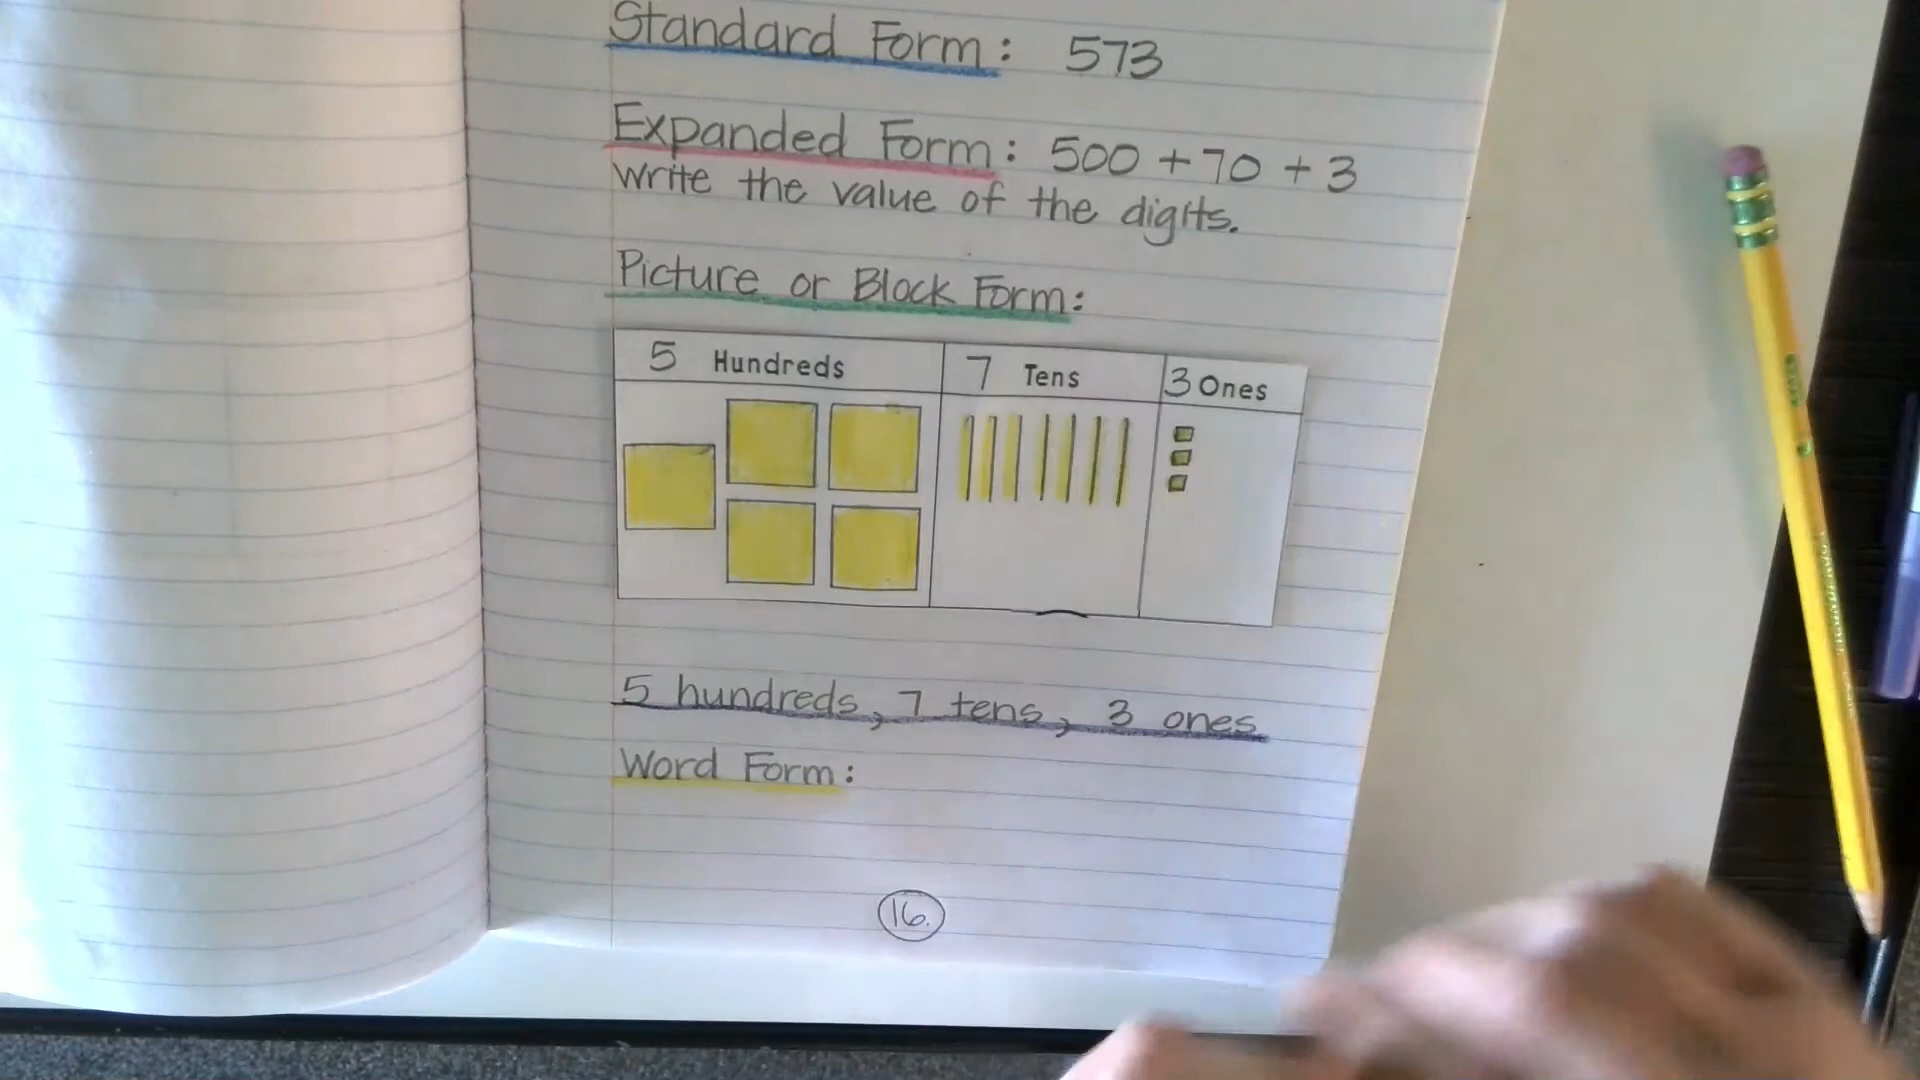 Standard Form: 573
Expanded Form: 500 + 70 + 3
write the value of the digits.
Picture or Block Form:
5 Hundreds 7 Tens 3 Ones
5 hundreds, 7 tens, 3 ones
Word Form:
16.